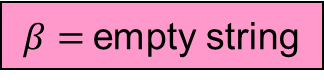 β = empty string